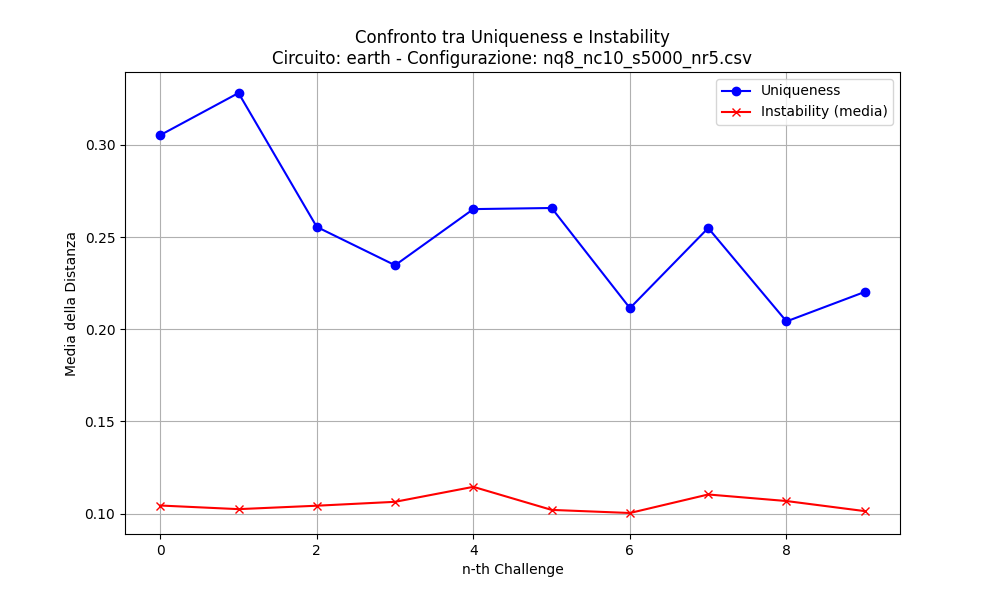 Confronto tra Uniqueness e Instability
Circuito: earth - Configurazione: nq8_nc10_s5000_nr5.csv
Uniqueness
Instability (media)
Media della Distanza
0.30
0.25
0.20
0.15
0.10
0 2 4 6 8
n-th Challenge